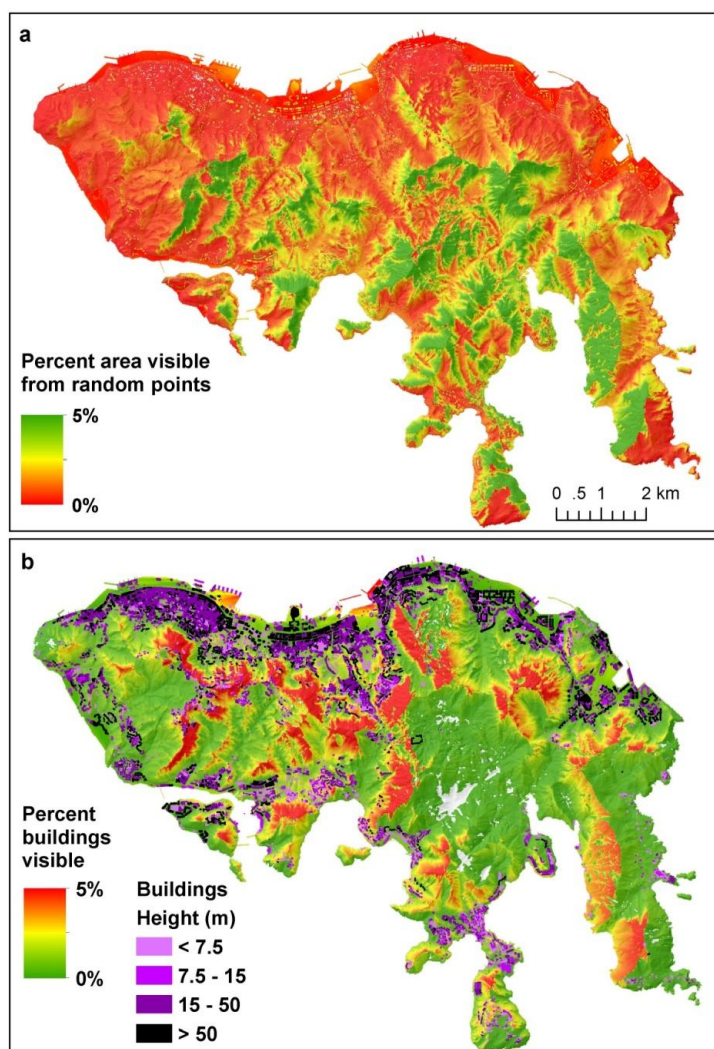 a
Percent area visible
from random points
5%
0%
0 .5 1 2 km
b
Percent
buildings
visible
5%
0%
Buildings
Height (m)
< 7.5
7.5 - 15
15 - 50
> 50